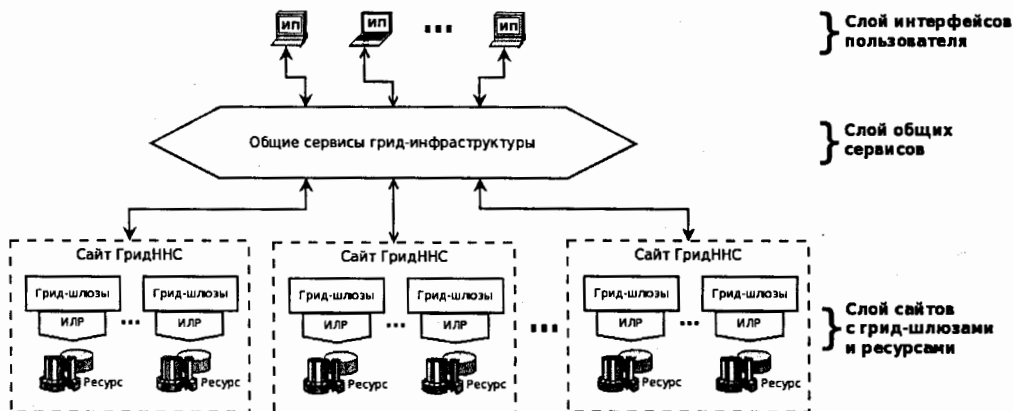 ИП ИП ... ИП
Слой интерфейсов
пользователя
Общие сервисы грид-инфраструктуры
Слой общих
сервисов
Сайт ГридННС
Грид-шлюзы Грид-шлюзы
ИЛР ... ИЛР
Ресурс Ресурс
Сайт ГридННС
Грид-шлюзы Грид-шлюзы
ИЛР ... ИЛР
Ресурс Ресурс
...
Сайт ГридННС
Грид-шлюзы Грид-шлюзы
ИЛР ... ИЛР
Ресурс Ресурс
Слой сайтов
с грид-шлюзами
и ресурсами